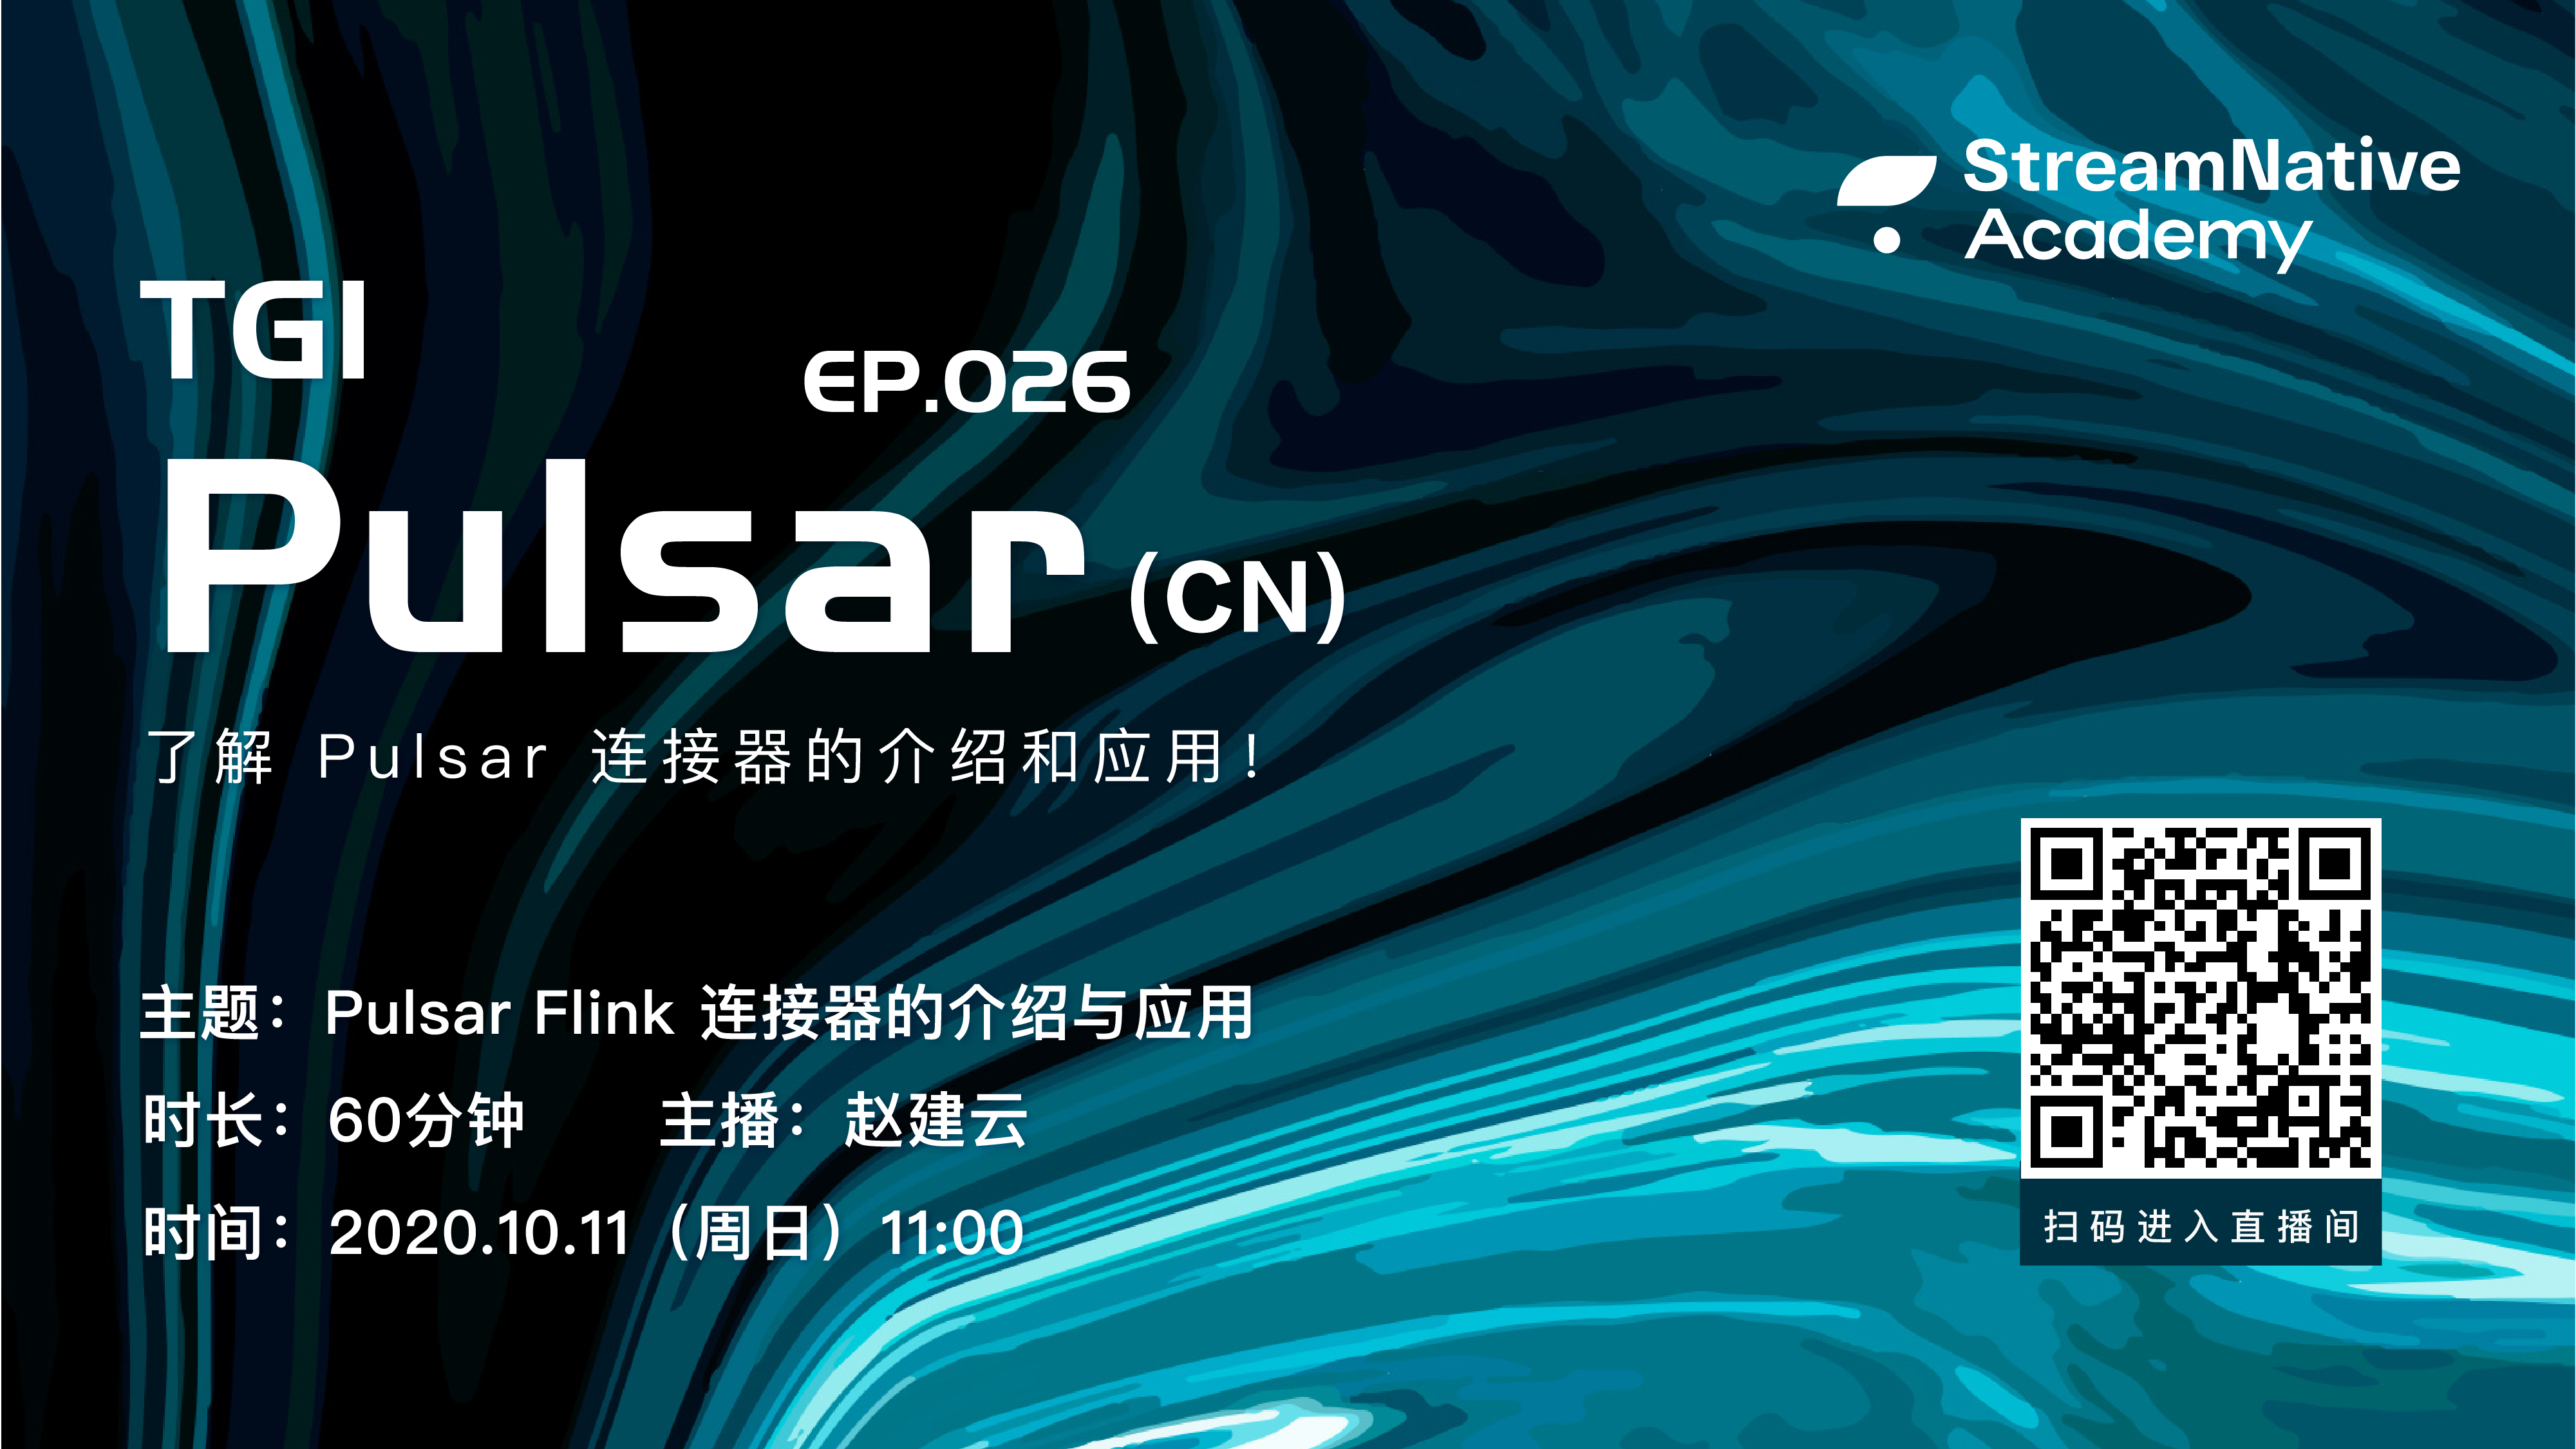 StreamNative
Academy
TGI
EP.026
Pulsar (CN)
了解 Pulsar 连接器的介绍和应用！
主题：Pulsar Flink 连接器的介绍与应用
时长：60分钟 主播：赵建云
时间：2020.10.11（周日）11:00
扫码进入直播间